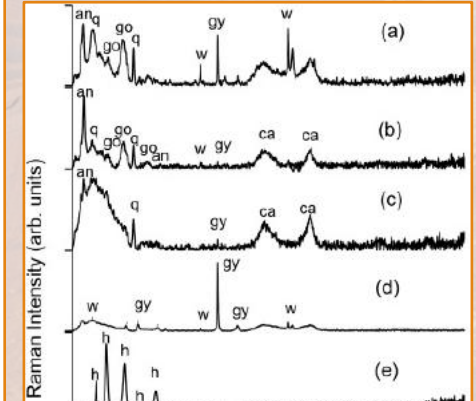 an q go go q w gy w (a)
an q go go q go an w gy ca ca (b)
an q gy ca ca (c)
w gy w gy gy w (d)
h h h h h (e)
Raman Intensity (arb. units)